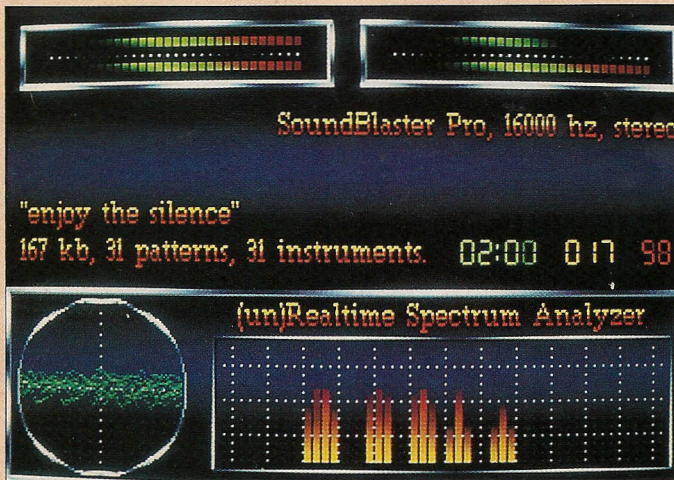 SoundBlaster Pro, 16000 hz, stereo
"enjoy the silence"
167 kb, 31 patterns, 31 instruments. 02:00 017 98
(un)Realtime Spectrum Analyzer